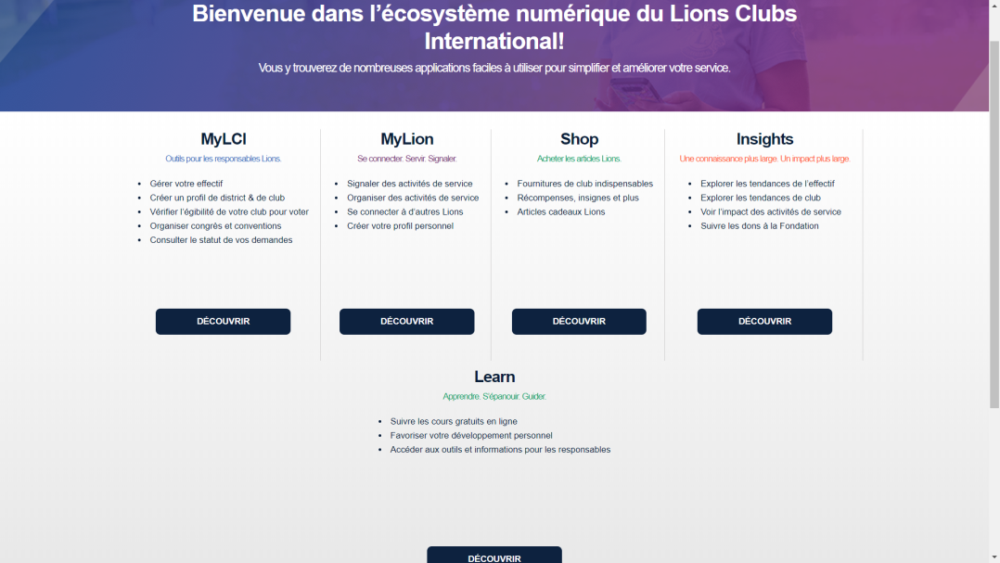 Bienvenue dans l’écosystème numérique du Lions Clubs
International!
Vous y trouverez de nombreuses applications faciles à utiliser pour simplifier et améliorer votre service.
MyLCI
Outils pour les responsables Lions.
Gérer votre effectif
Créer un profil de district & de club
Vérifier l’égibilité de votre club pour voter
Organiser congrès et conventions
Consulter le statut de vos demandes
DÉCOUVRIR
MyLion
Se connecter. Servir. Signaler.
Signaler des activités de service
Organiser des activités de service
Se connecter à d’autres Lions
Créer votre profil personnel
DÉCOUVRIR
Shop
Acheter les articles Lions.
Fournitures de club indispensables
Récompenses, insignes et plus
Articles cadeaux Lions
DÉCOUVRIR
Insights
Une connaissance plus large. Un impact plus large.
Explorer les tendances de l’effectif
Explorer les tendances de club
Voir l’impact des activités de service
Suivre les dons à la Fondation
DÉCOUVRIR
Learn
Apprendre. S’épanouir. Guider.
Suivre les cours gratuits en ligne
Favoriser votre développement personnel
Accéder aux outils et informations pour les responsables
DÉCOUVRIR